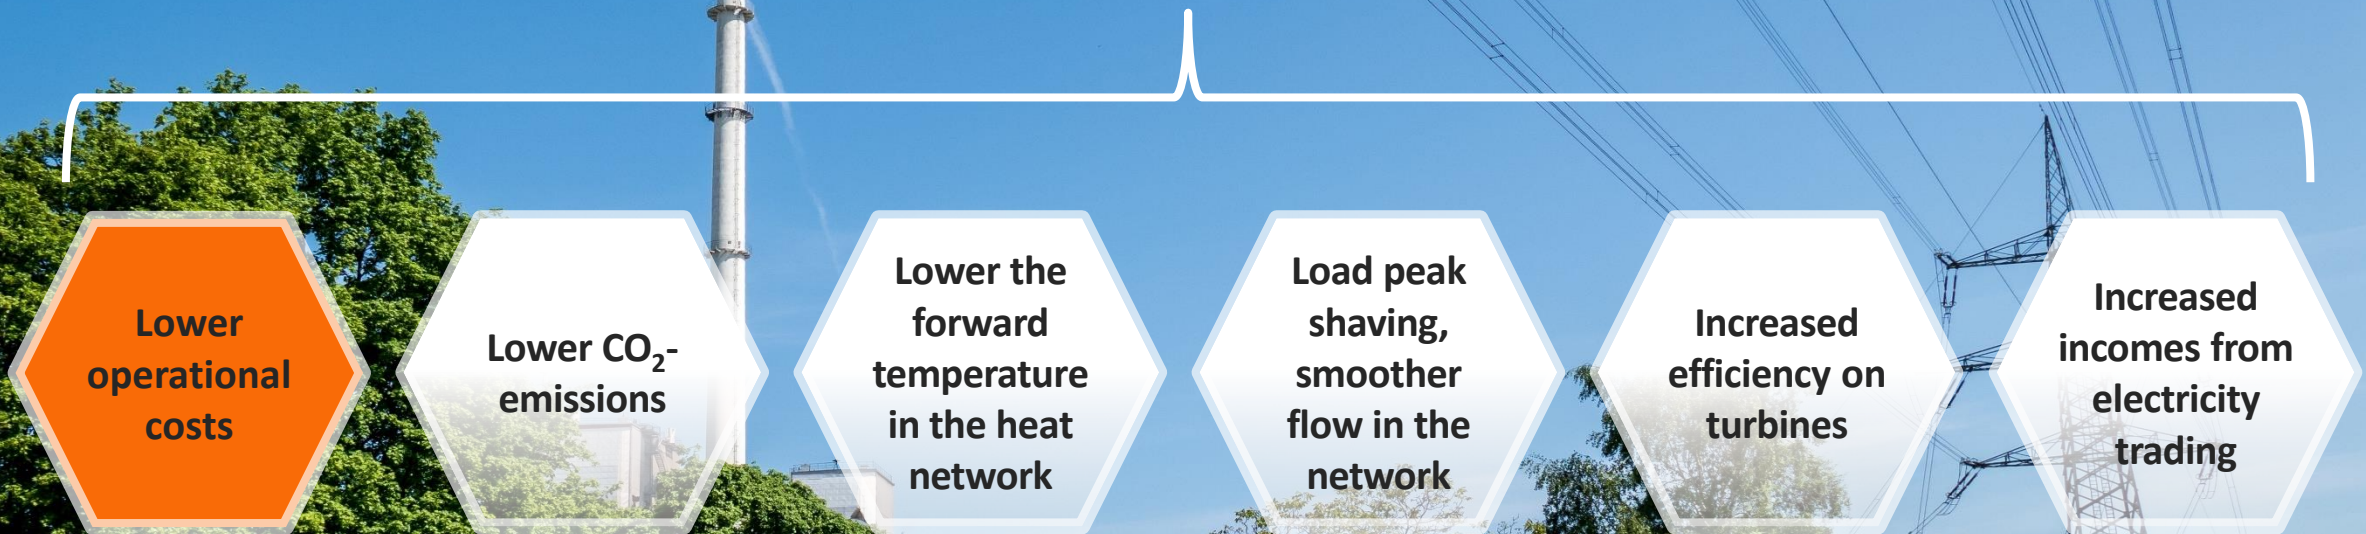 Lower
operational
costs
Lower CO₂-
emissions
Lower the
forward
temperature
in the heat
network
Load peak
shaving,
smoother
flow in the
network
Increased
efficiency on
turbines
Increased
incomes from
electricity
trading